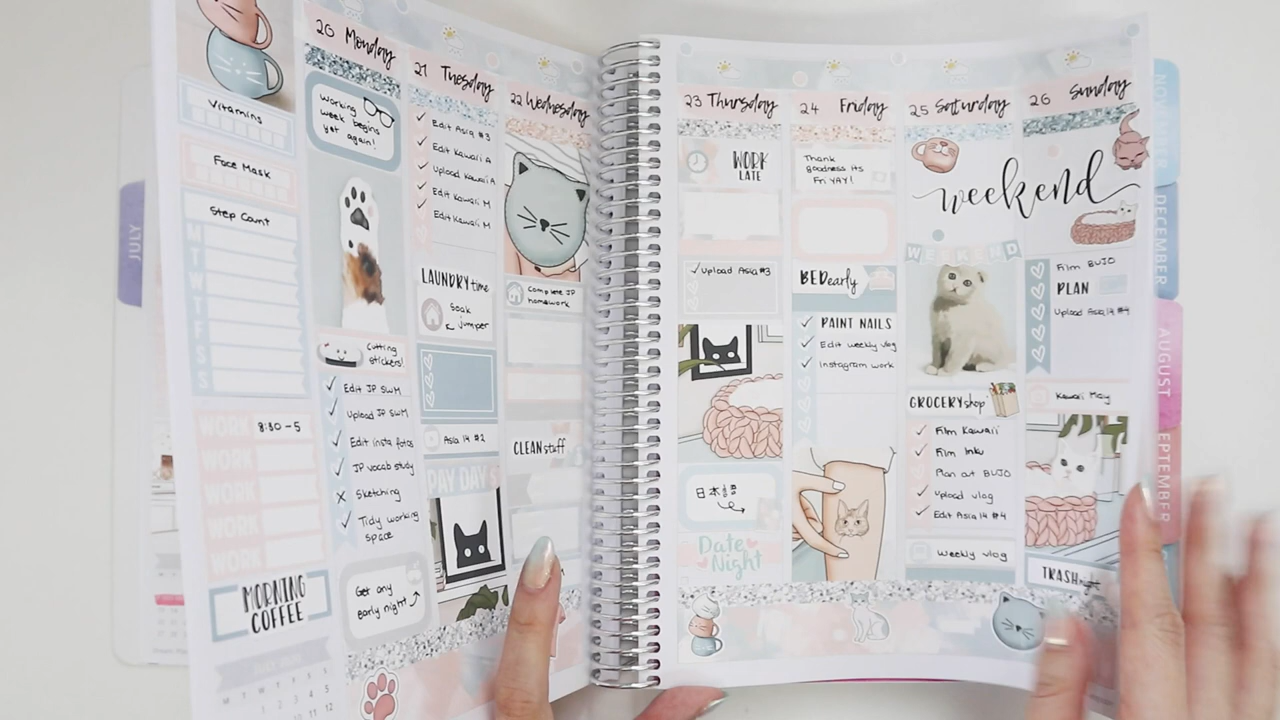 Vitamins
Face Mask
Step Count
M
T
W
T
F
S
S
WORK 8:30-5
WORK
WORK
WORK
WORK
MORNING
COFFEE
M T W T F S S
20 Monday
Working
week begins
yet again!
Cutting
stickers!
Edit JP SWM
Upload JP SWM
Edit insta fotos
JP vocab study
Sketching
Tidy working
space
Get any
early night
21 Tuesday
Edit Asia #3
Edit Kawaii A
Upload Kawaii A
Edit Kawaii M
Edit Kawaii M
LAUNDRY time
Soak
Jumper
Asia 14 #2
PAY DAY
22 Wednesday
Complete JP
homework
CLEAN stuff
23 Thursday
WORK
LATE
Upload Asia #3
日本語
Date
Night
24 Friday
Thank
goodness its
Fri YAY!
BED early
PAINT NAILS
Edit weekly vlog
Instagram work
25 Saturday
26 Sunday
weekend
WEEKEND
GROCERY shop
Film Kawaii
Film Inku
Plan out BUJO
Upload vlog
Edit Asia 14 #4
Weekly vlog
Film BUJO
PLAN
Upload Asia 14 #4
Kawaii May
TRASH night
JULY
NOVEMBER
DECEMBER
AUGUST
SEPTEMBER